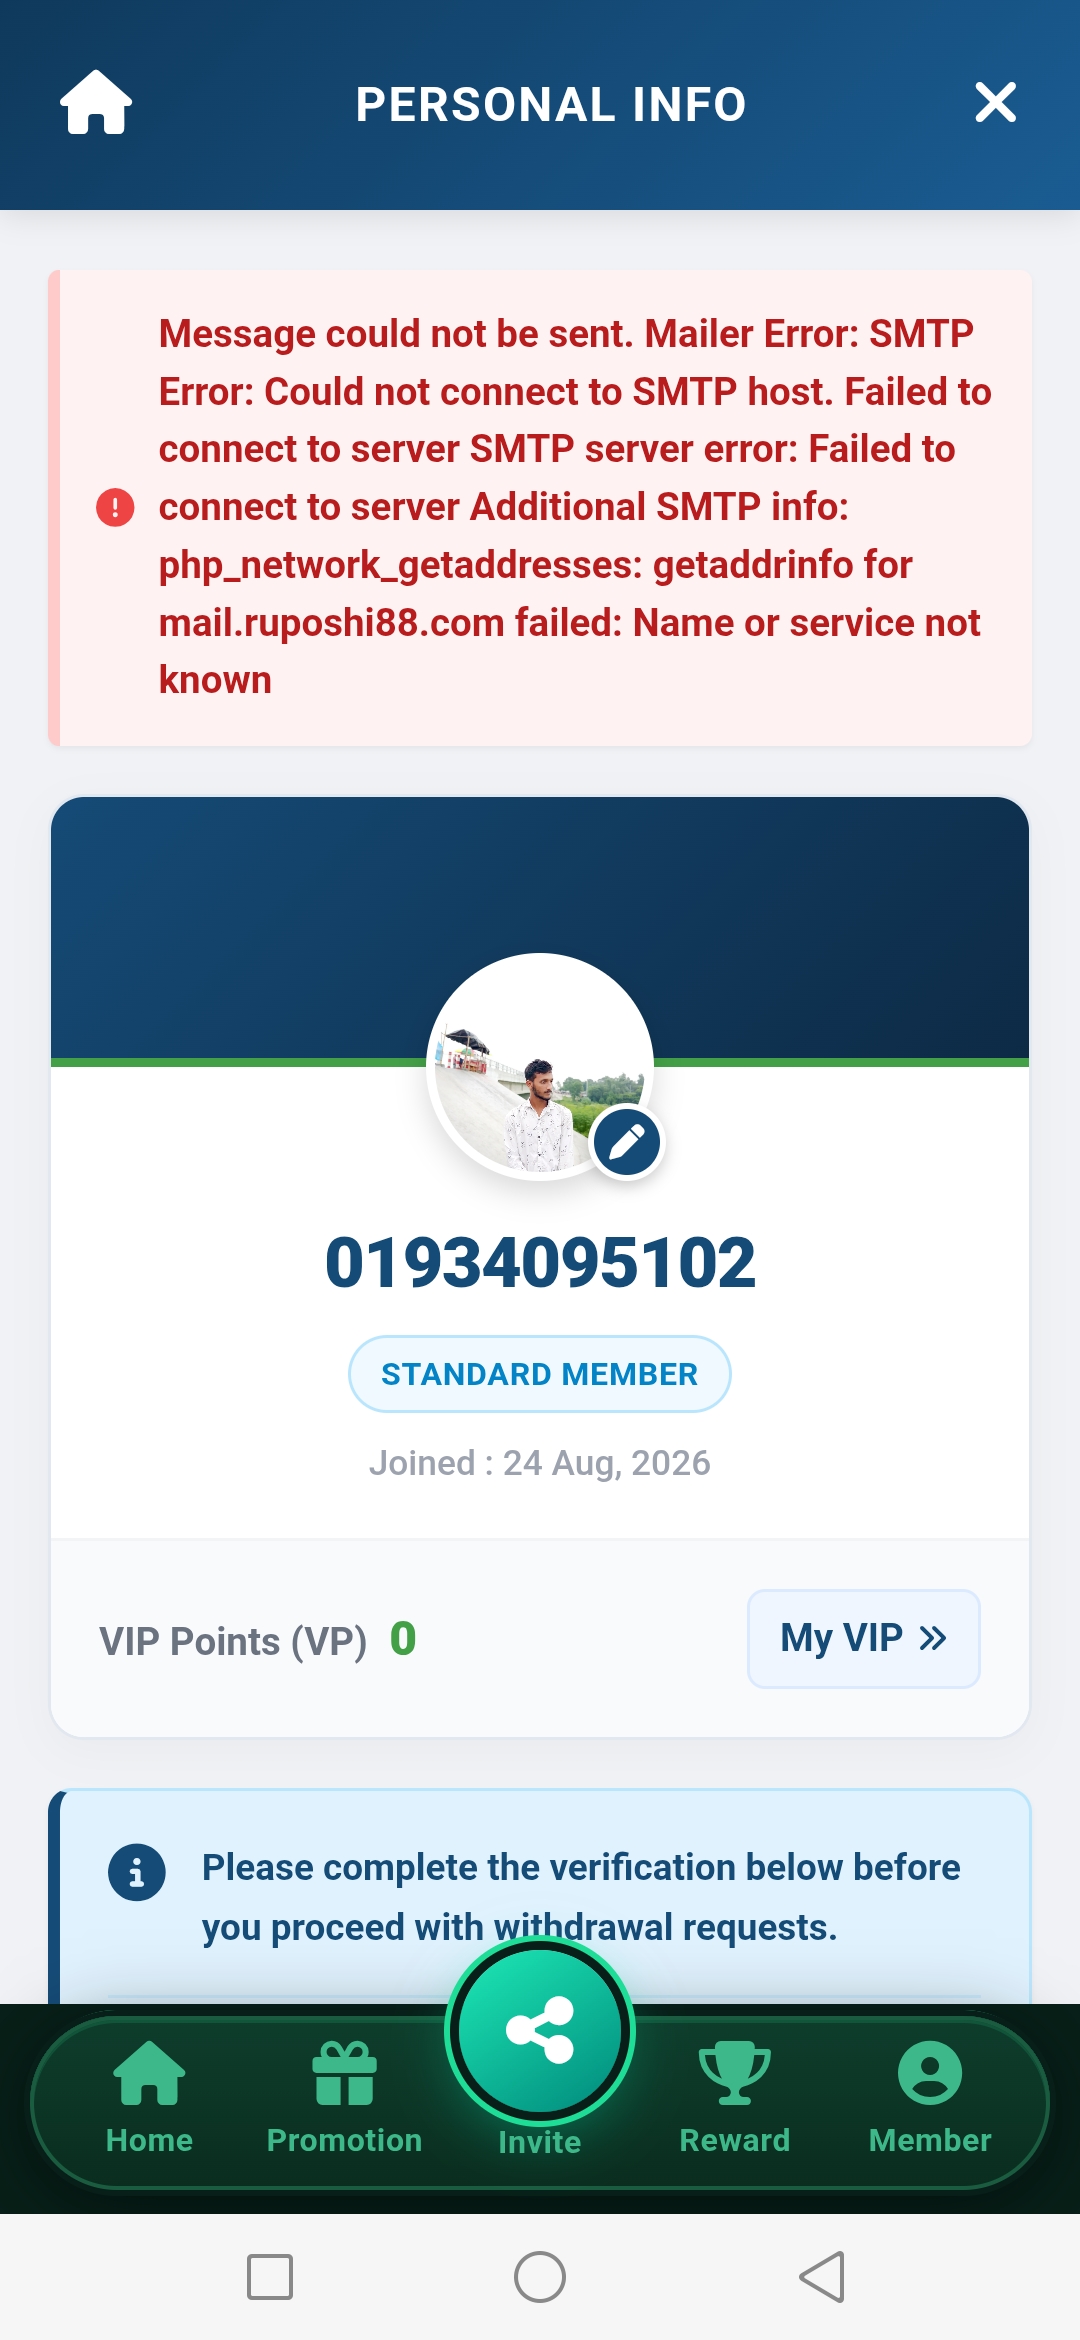 PERSONAL INFO
Message could not be sent. Mailer Error: SMTP
Error: Could not connect to SMTP host. Failed to
connect to server SMTP server error: Failed to
connect to server Additional SMTP info:
php_network_getaddresses: getaddrinfo for
mail.ruposhi88.com failed: Name or service not
known
01934095102
STANDARD MEMBER
Joined : 24 Aug, 2026
VIP Points (VP) 0
My VIP
Please complete the verification below before
you proceed with withdrawal requests.
Home
Promotion
Invite
Reward
Member